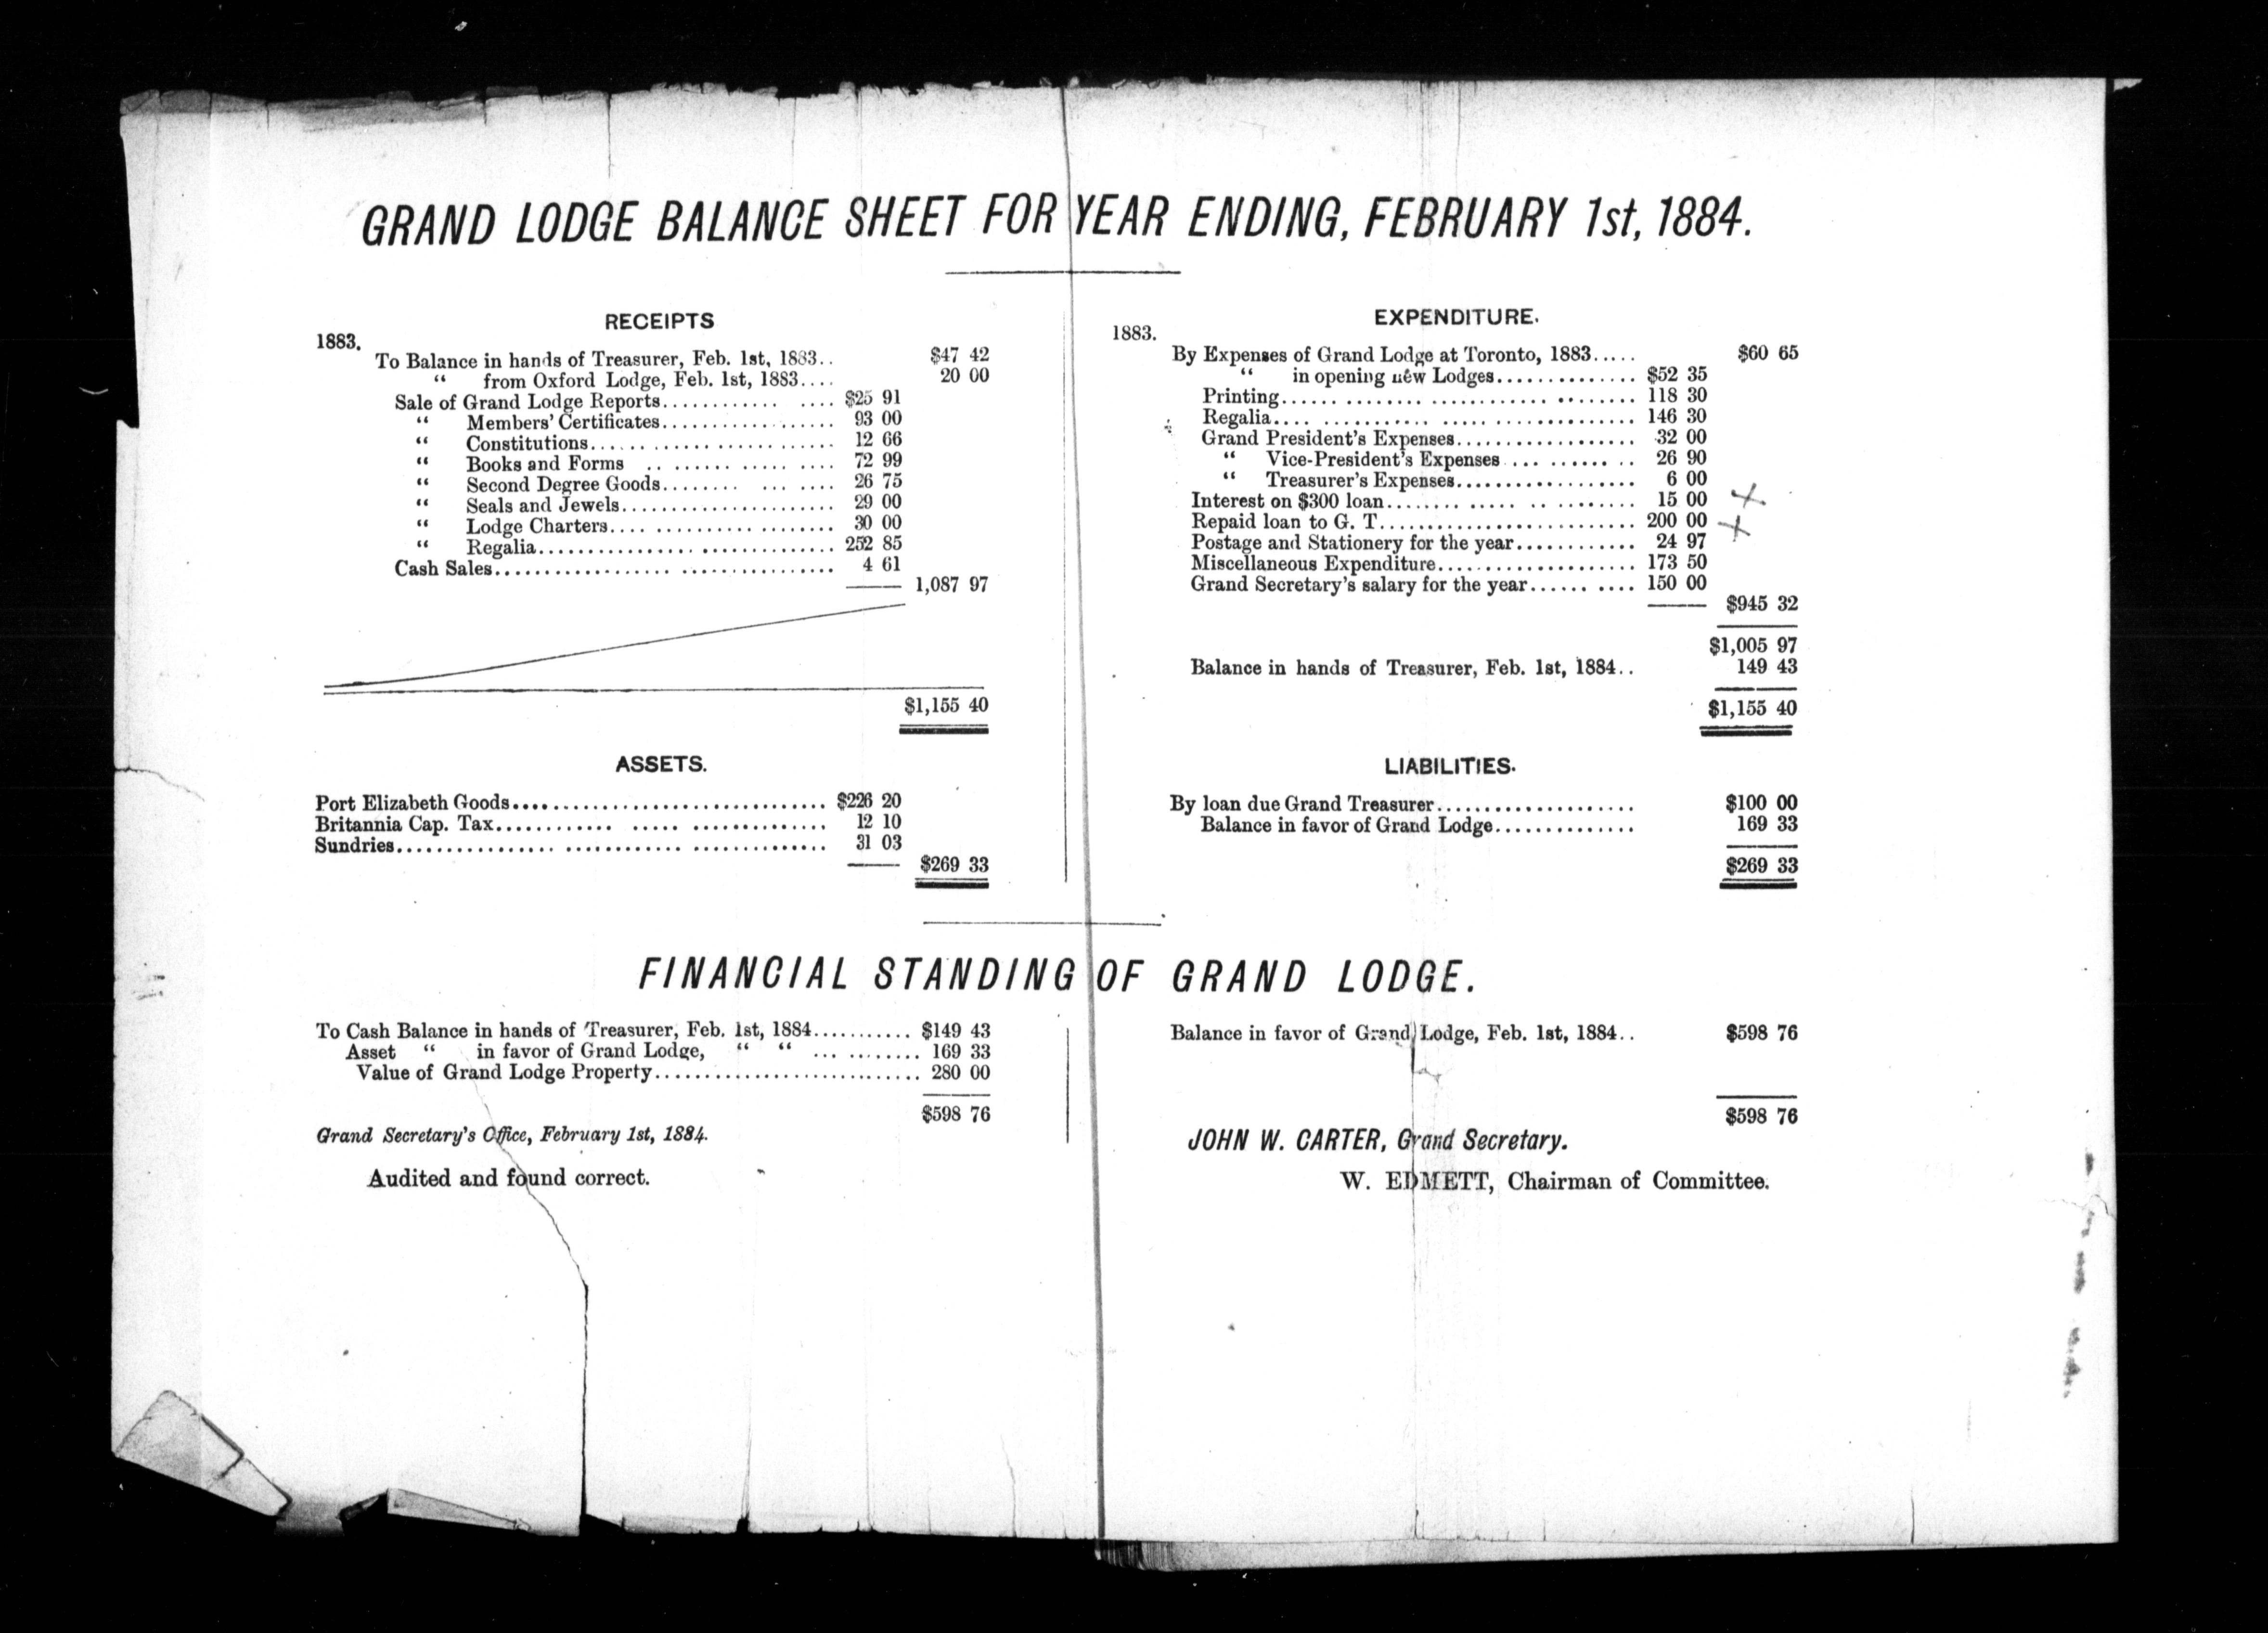 GRAND LODGE BALANCE SHEET FOR YEAR ENDING, FEBRUARY 1st, 1884.
RECEIPTS
1883.
To Balance in hands of Treasurer, Feb. 1st, 1883.. $47 42
“ from Oxford Lodge, Feb. 1st, 1883.... 20 00
Sale of Grand Lodge Reports............ .... $25 91
“ Members' Certificates.................. 93 00
“ Constitutions......................... 12 66
“ Books and Forms .. ........ ..... .... 72 99
“ Second Degree Goods........ ... .... 26 75
“ Seals and Jewels...................... 29 00
“ Lodge Charters.... ................... 30 00
“ Regalia................ .............. 252 85
Cash Sales.................. ................ 4 61
1,087 97
$1,155 40
EXPENDITURE.
1883.
By Expenses of Grand Lodge at Toronto, 1883..... $60 65
“ in opening new Lodges............... $52 35
Printing...... ........ ............ ......... 118 30
Regalia.... .......... ..... .................. 146 30
Grand President's Expenses................... 32 00
“ Vice-President's Expenses ... ....... .. 26 90
“ Treasurer's Expenses.................. 6 00
Interest on $300 loan........ ..... .. .......... 15 00
Repaid loan to G. T.......................... 200 00
Postage and Stationery for the year............ 24 97
Miscellaneous Expenditure..................... 173 50
Grand Secretary's salary for the year...... .... 150 00
$945 32
$1,005 97
Balance in hands of Treasurer, Feb. 1st, 1884.. 149 43
$1,155 40
ASSETS.
Port Elizabeth Goods............................. $226 20
Britannia Cap. Tax............ ..... .............. 12 10
Sundries................ ............ .............. 31 03
$269 33
LIABILITIES.
By loan due Grand Treasurer..................... $100 00
Balance in favor of Grand Lodge............... 169 33
$269 33
FINANCIAL STANDING OF GRAND LODGE.
To Cash Balance in hands of Treasurer, Feb. 1st, 1884........... $149 43
Asset “ in favor of Grand Lodge, “ “ ... ........ 169 33
Value of Grand Lodge Property............................ 280 00
$598 76
Grand Secretary's Office, February 1st, 1884.
Audited and found correct.
Balance in favor of Grand Lodge, Feb. 1st, 1884.. $598 76
$598 76
JOHN W. CARTER, Grand Secretary.
W. EDMETT, Chairman of Committee.